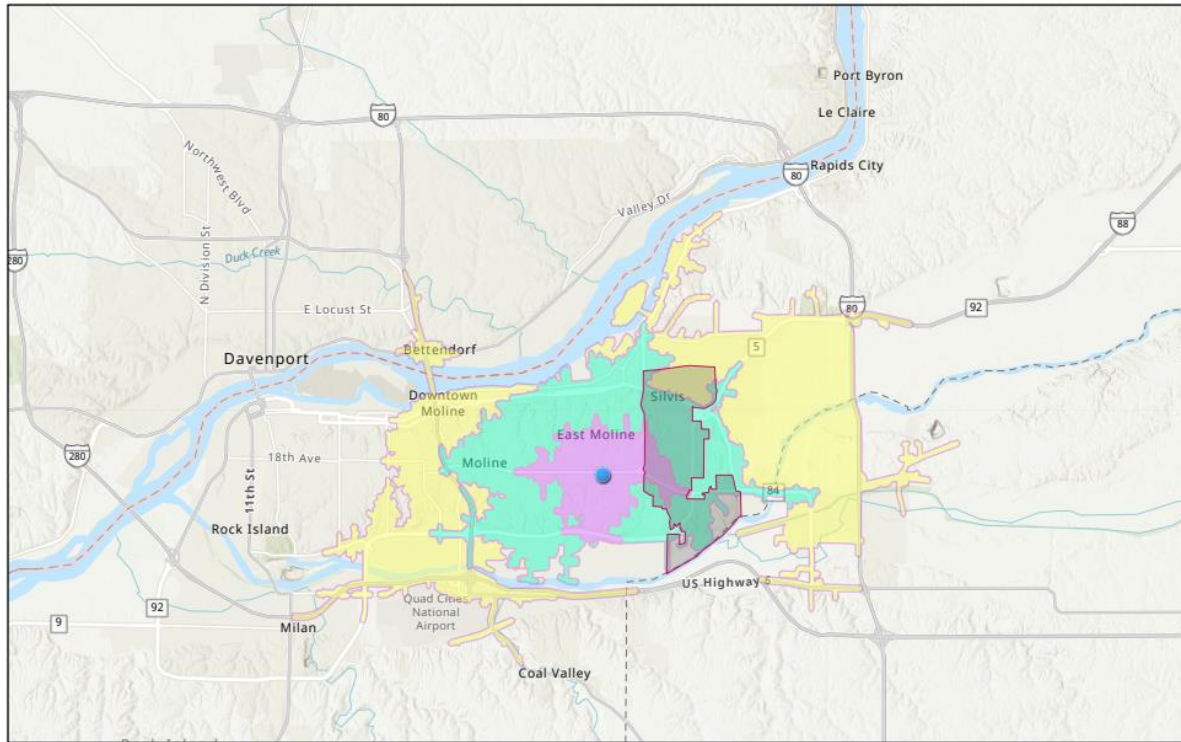 Port Byron
Le Claire
80
Rapids City
80
Northwest Blvd
Valley Dr
88
N Division St
Duck Creek
280
80
92
E Locust St
5
Bettendorf
Davenport
Downtown
Moline
Silvis
East Moline
18th Ave
Moline
280
84
11th St
Rock Island
US Highway 6
92
Quad Cities
National
Airport
9
Milan
Coal Valley